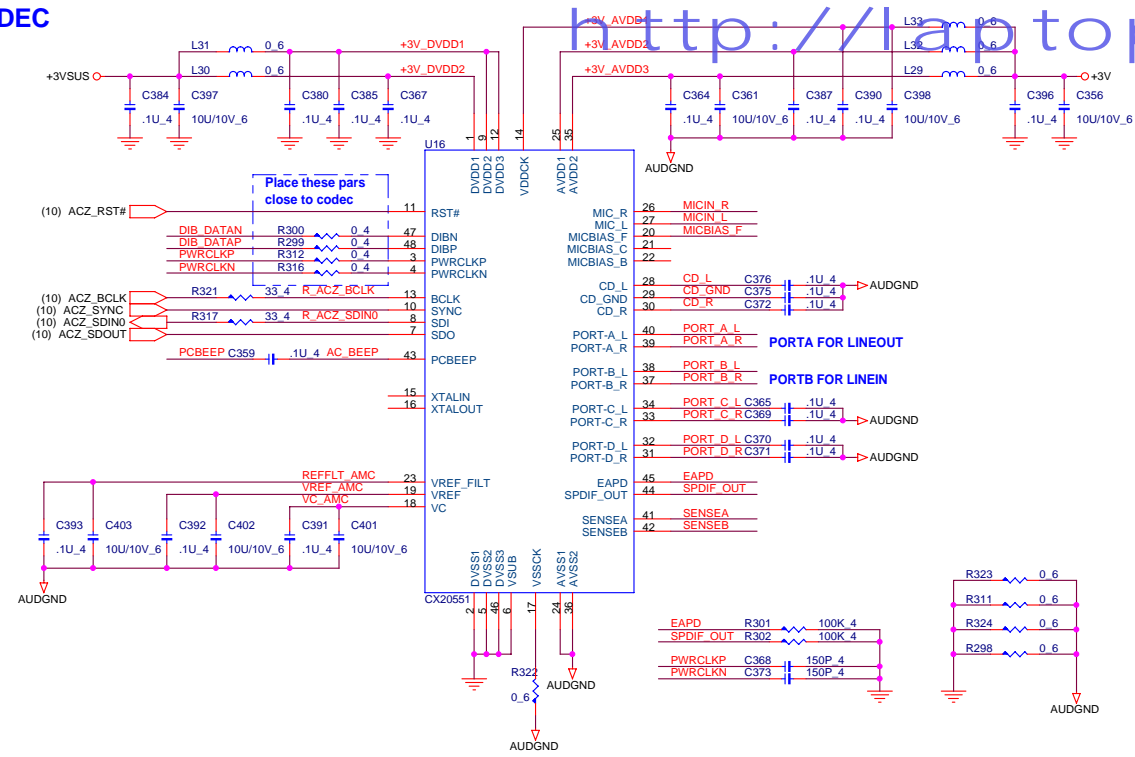 DEC
http://laptop
+3VSUS
L31 0_6
L30 0_6
+3V_DVDD1
+3V_DVDD2
+3V_AVDD1
+3V_AVDD2
+3V_AVDD3
L33 0_6
L32 0_6
L29 0_6
+3V
C384 .1U_4
C397 10U/10V_6
C380 .1U_4
C385 .1U_4
C367 .1U_4
C364 .1U_4
C361 10U/10V_6
C387 .1U_4
C390 .1U_4
C398 10U/10V_6
C396 .1U_4
C356 10U/10V_6
AUDGND
U16
1 DVDD1
9 DVDD2
12 DVDD3
14 VDDCK
25 AVDD1
35 AVDD2
Place these pars
close to codec
(10) ACZ_RST# 11 RST#
DIB_DATAN R300 0_4 47 DIBN
DIB_DATAP R299 0_4 48 DIBP
PWRCLKP R312 0_4 3 PWRCLKP
PWRCLKN R316 0_4 4 PWRCLKN
(10) ACZ_BCLK R321 33_4 R_ACZ_BCLK 13 BCLK
(10) ACZ_SYNC 10 SYNC
(10) ACZ_SDIN0 R317 33_4 R_ACZ_SDIN0 8 SDI
(10) ACZ_SDOUT 7 SDO
PCBEEP C359 .1U_4 AC_BEEP 43 PCBEEP
15 XTALIN
16 XTALOUT
REFFLT_AMC 23 VREF_FILT
VREF_AMC 19 VREF
VC_AMC 18 VC
C393 .1U_4
C403 10U/10V_6
C392 .1U_4
C402 10U/10V_6
C391 .1U_4
C401 10U/10V_6
AUDGND
MIC_R 26 MICIN_R
MIC_L 27 MICIN_L
MICBIAS_F 20 MICBIAS_F
MICBIAS_C 21
MICBIAS_B 22
CD_L 28 CD_L C376 .1U_4 AUDGND
CD_GND 29 CD_GND C375 .1U_4
CD_R 30 CD_R C372 .1U_4
PORT-A_L 40 PORT_A_L
PORT-A_R 39 PORT_A_R
PORTA FOR LINEOUT
PORT-B_L 38 PORT_B_L
PORT-B_R 37 PORT_B_R
PORTB FOR LINEIN
PORT-C_L 34 PORT_C_L C365 .1U_4
PORT-C_R 33 PORT_C_R C369 .1U_4 AUDGND
PORT-D_L 32 PORT_D_L C370 .1U_4
PORT-D_R 31 PORT_D_R C371 .1U_4 AUDGND
EAPD 45 EAPD
SPDIF_OUT 44 SPDIF_OUT
SENSEA 41 SENSEA
SENSEB 42 SENSEB
DVSS1 2
DVSS2 5
DVSS3 46
VSUB 6
VSSCK 17
AVSS1 24
AVSS2 36
CX20551
R322
0_6
AUDGND
AUDGND
EAPD R301 100K_4
SPDIF_OUT R302 100K_4
PWRCLKP C368 150P_4
PWRCLKN C373 150P_4
R323 0_6
R311 0_6
R324 0_6
R298 0_6
AUDGND